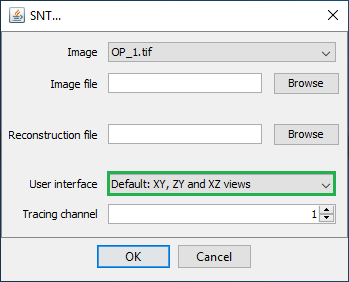 SNT...
Image OP_1.tif
Image file Browse
Reconstruction file Browse
User interface Default: XY, ZY and XZ views
Tracing channel 1
OK Cancel